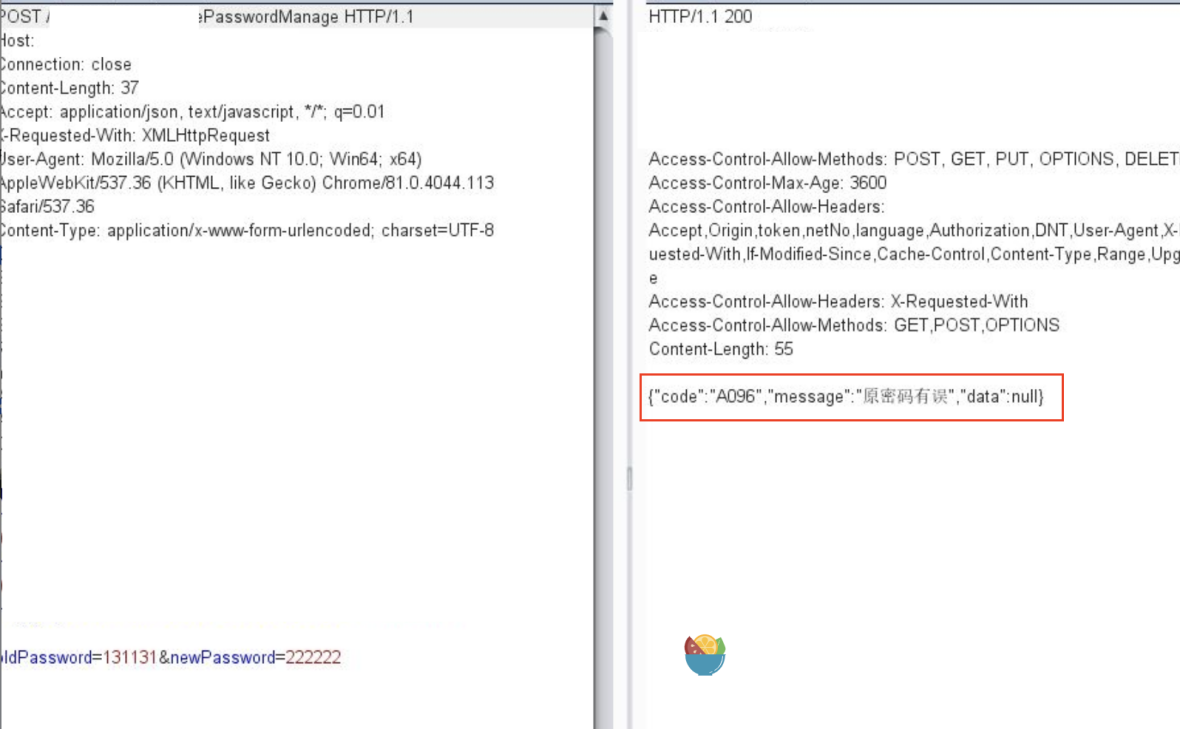 POST /
ePasswordManage HTTP/1.1
Host:
Connection: close
Content-Length: 37
Accept: application/json, text/javascript, */*; q=0.01
X-Requested-With: XMLHttpRequest
User-Agent: Mozilla/5.0 (Windows NT 10.0; Win64; x64)
AppleWebKit/537.36 (KHTML, like Gecko) Chrome/81.0.4044.113
Safari/537.36
Content-Type: application/x-www-form-urlencoded; charset=UTF-8
oldPassword=131131&newPassword=222222
HTTP/1.1 200
Access-Control-Allow-Methods: POST, GET, PUT, OPTIONS, DELET
Access-Control-Max-Age: 3600
Access-Control-Allow-Headers:
Accept,Origin,token,netNo,language,Authorization,DNT,User-Agent,X-
uested-With,If-Modified-Since,Cache-Control,Content-Type,Range,Upg
e
Access-Control-Allow-Headers: X-Requested-With
Access-Control-Allow-Methods: GET,POST,OPTIONS
Content-Length: 55
{"code":"A096","message":"原密码有误","data":null}